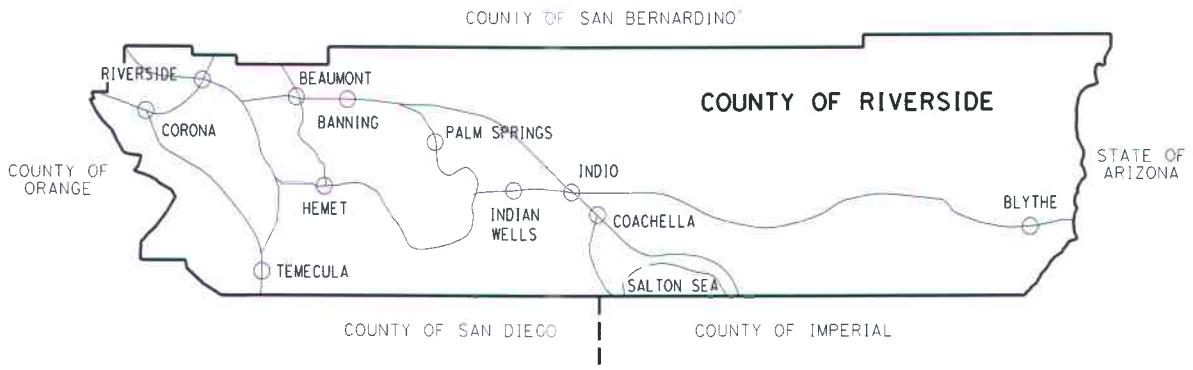 COUNTY OF SAN BERNARDINO
RIVERSIDE
BEAUMONT
COUNTY OF RIVERSIDE
CORONA
BANNING
PALM SPRINGS
COUNTY OF
ORANGE
STATE OF
ARIZONA
INDIO
HEMET
INDIAN
WELLS
COACHELLA
BLYTHE
TEMECULA
SALTON SEA
COUNTY OF SAN DIEGO
COUNTY OF IMPERIAL